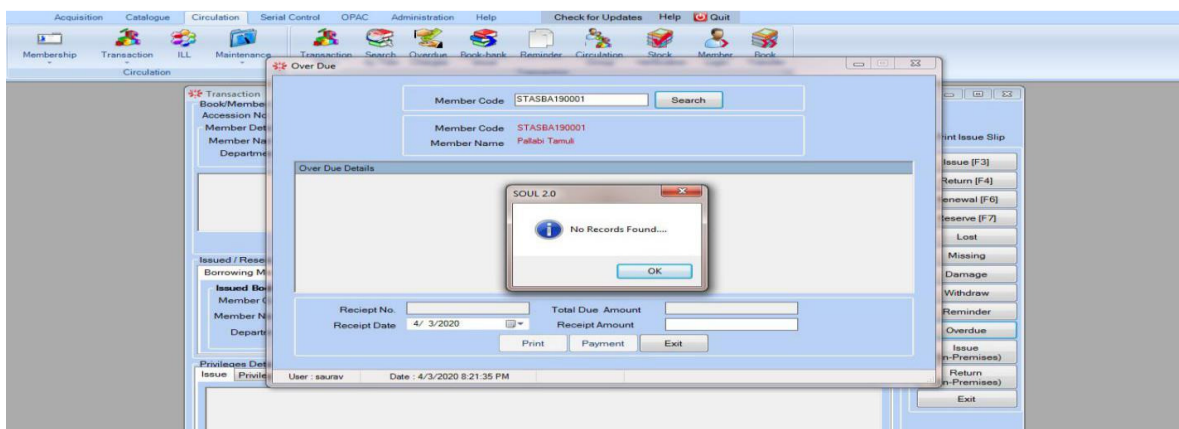 Acquisition Catalogue Circulation Serial Control OPAC Administration Help Check for Updates Help Quit
Membership Transaction ILL Maintenance Transaction Search Overdue Book-bank Reminder Circulation Stock Member Book
Circulation
Over Due
Member Code STASBA190001 Search
Member Code STASBA190001
Member Name Pallabi Tamuli
Over Due Details
SOUL 2.0
No Records Found....
OK
Reciept No. Total Due Amount
Receipt Date 4/ 3/2020 Receipt Amount
Print Payment Exit
User : saurav Date : 4/3/2020 8:21:35 PM
Transaction
Book/Membe
Accession No
Member Det
Member Na
Departme
Issued / Rese
Borrowing M
Issued Bo
Member
Member N
Depart
Privileges Det
Issue Privile
rint Issue Slip
Issue [F3]
Return [F4]
enewal [F6]
eserve [F7]
Lost
Missing
Damage
Withdraw
Reminder
Overdue
Issue
n-Premises)
Return
n-Premises)
Exit